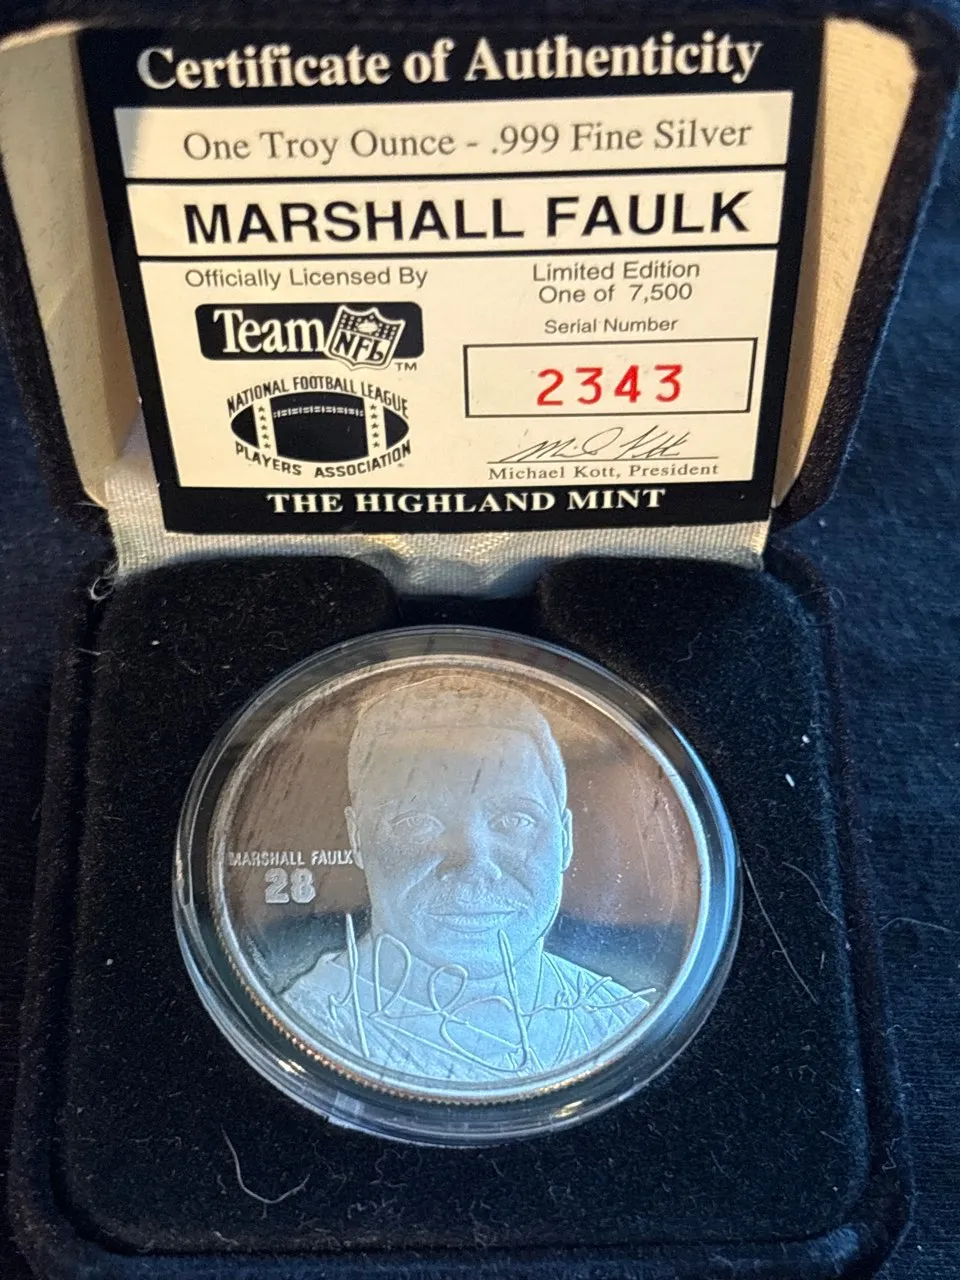 Certificate of Authenticity
One Troy Ounce - .999 Fine Silver
MARSHALL FAULK
Officially Licensed By
Team NFL™
NATIONAL FOOTBALL LEAGUE
PLAYERS ASSOCIATION
Limited Edition
One of 7,500
Serial Number
2343
Michael Kott, President
THE HIGHLAND MINT
MARSHALL FAULK
28